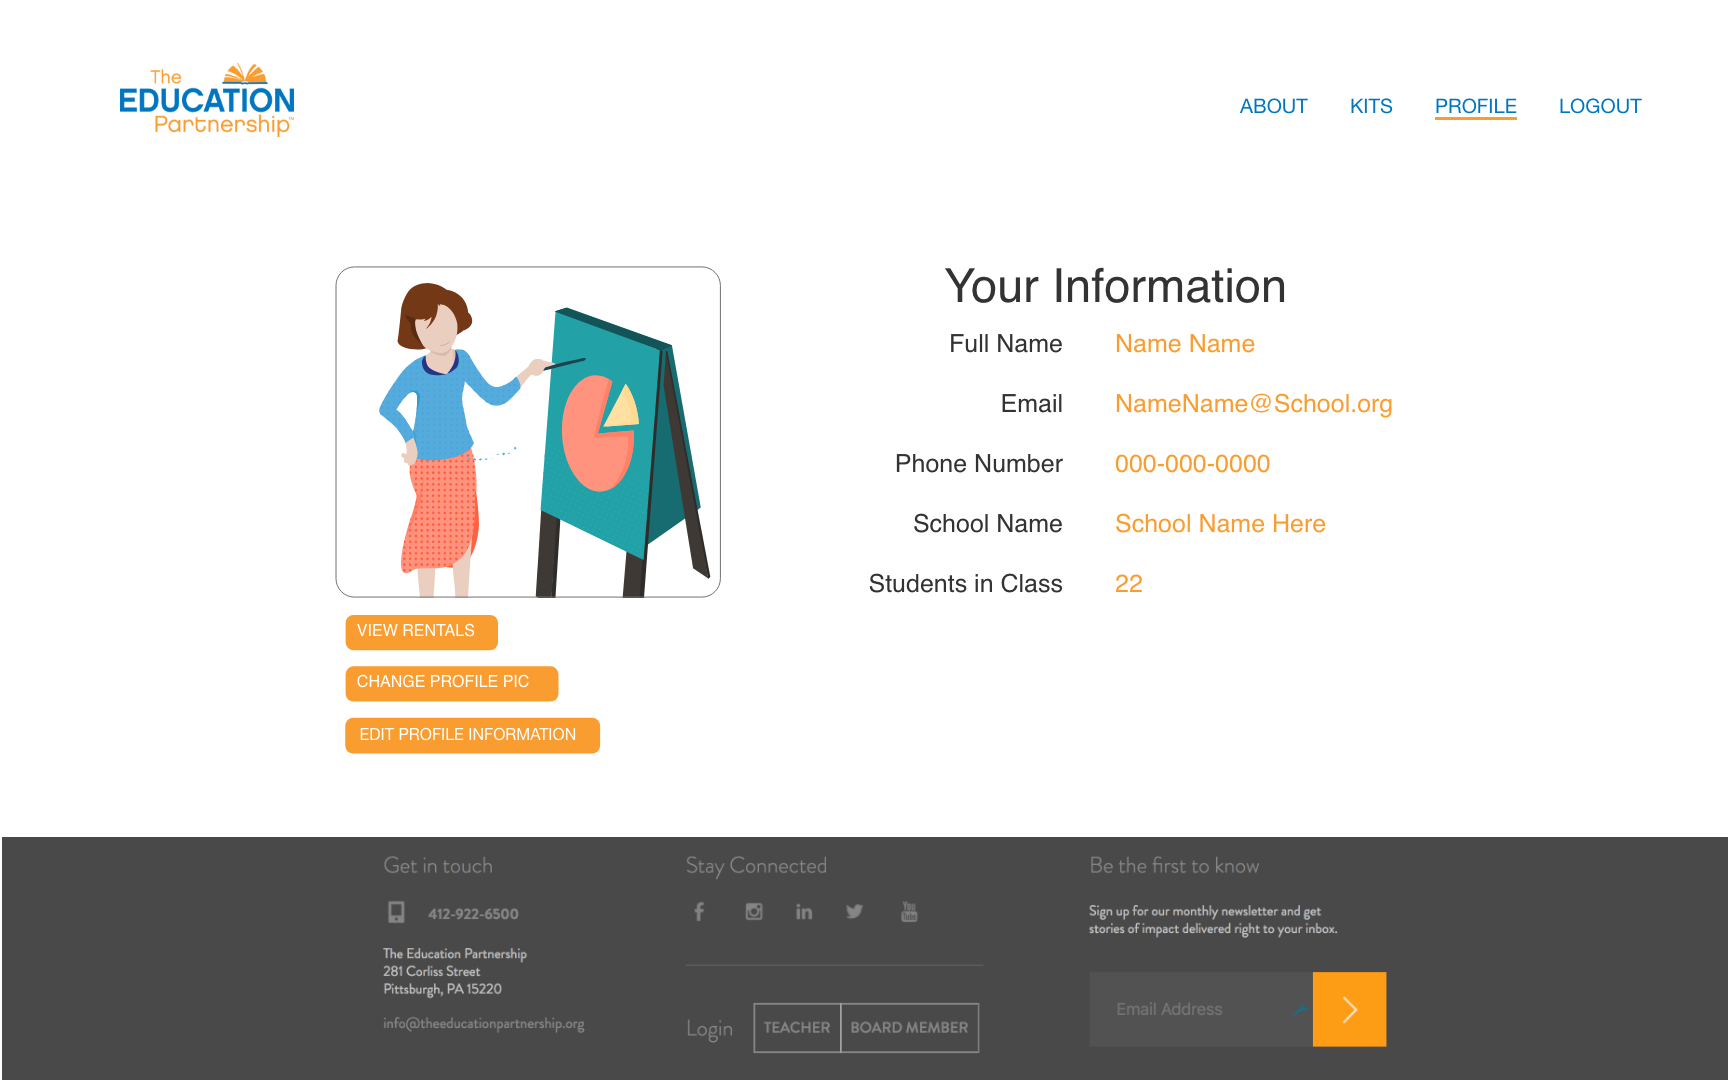 The
EDUCATION
Partnership™
ABOUT KITS PROFILE LOGOUT
Your Information
Full Name Name Name
Email NameName@School.org
Phone Number 000-000-0000
School Name School Name Here
Students in Class 22
VIEW RENTALS
CHANGE PROFILE PIC
EDIT PROFILE INFORMATION
Get in touch
412-922-6500
The Education Partnership
281 Corliss Street
Pittsburgh, PA 15220
info@theeducationpartnership.org
Stay Connected
You
Tube
Login TEACHER BOARD MEMBER
Be the first to know
Sign up for our monthly newsletter and get
stories of impact delivered right to your inbox.
Email Address